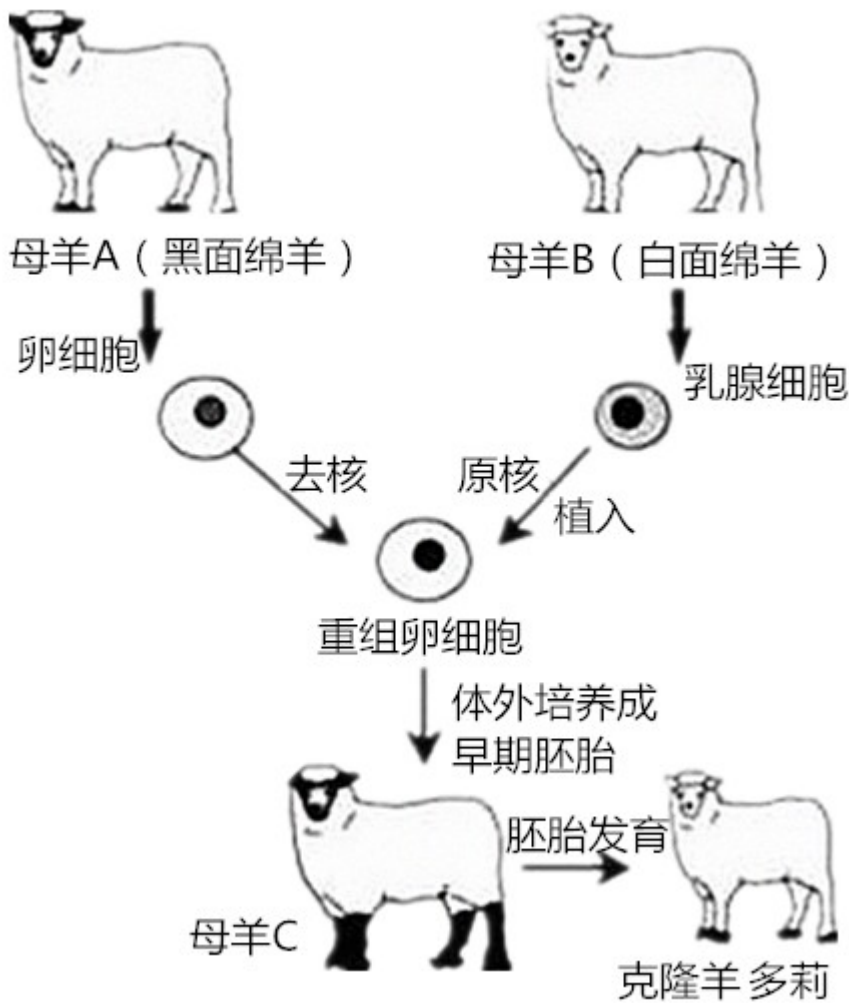 母羊A（黑面绵羊）
母羊B（白面绵羊）
卵细胞
乳腺细胞
去核
原核
植入
重组卵细胞
体外培养成
早期胚胎
胚胎发育
母羊C
克隆羊 多莉